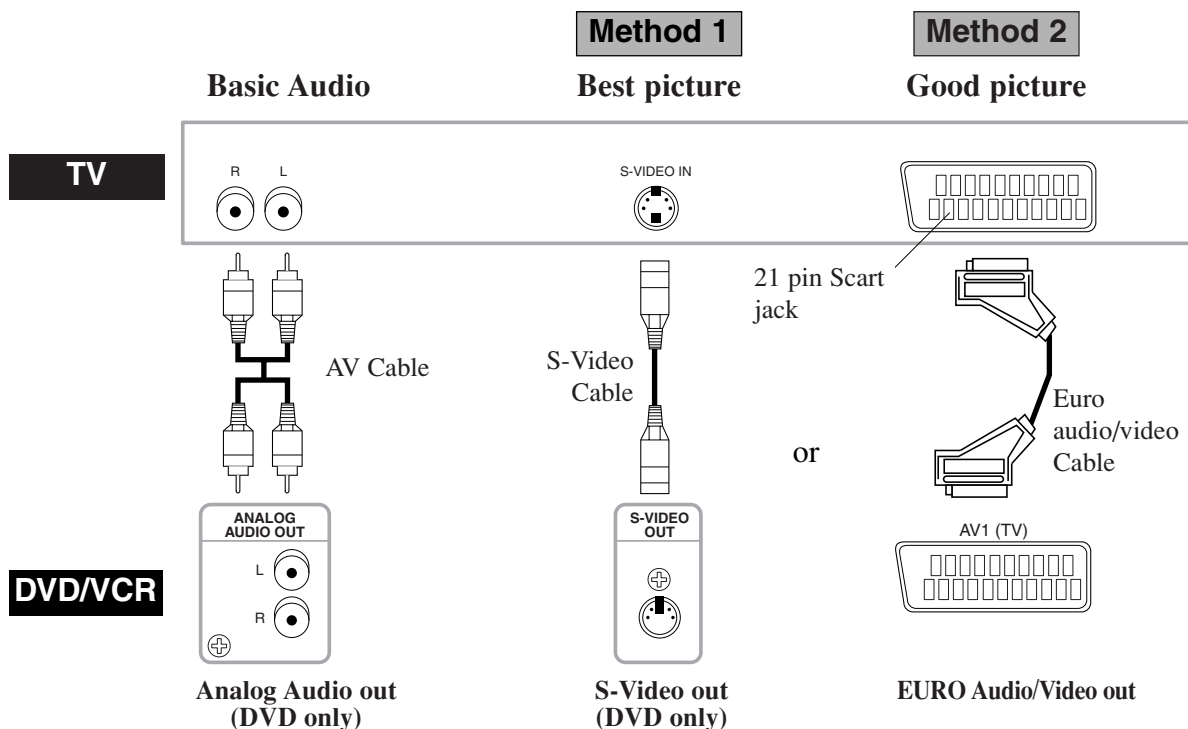 Method 1
Method 2
Basic Audio
Best picture
Good picture
TV
R
L
S-VIDEO IN
21 pin Scart
jack
AV Cable
S-Video
Cable
or
Euro
audio/video
Cable
DVD/VCR
ANALOG
AUDIO OUT
L
R
S-VIDEO
OUT
AV1 (TV)
Analog Audio out
(DVD only)
S-Video out
(DVD only)
EURO Audio/Video out